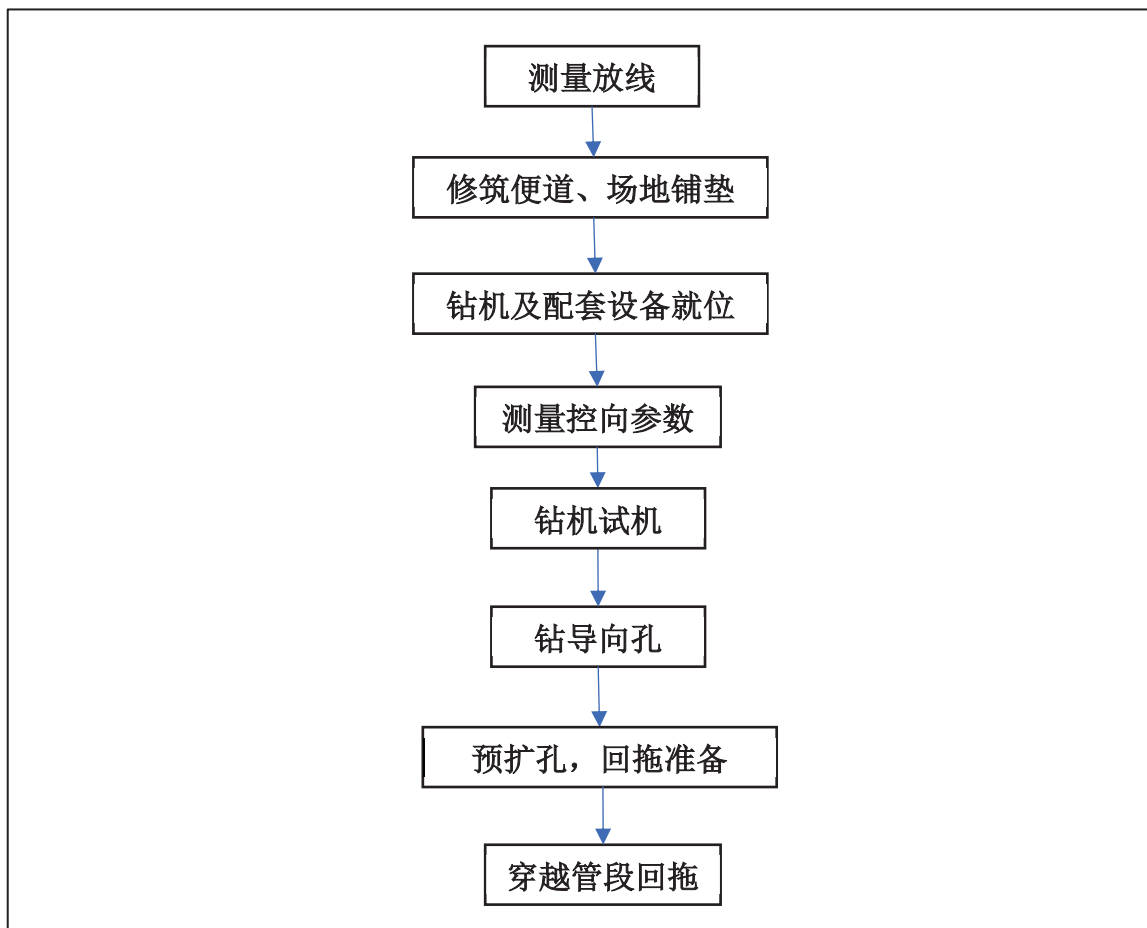 测量放线
修筑便道、场地铺垫
钻机及配套设备就位
测量控向参数
钻机试机
钻导向孔
预扩孔，回拖准备
穿越管段回拖